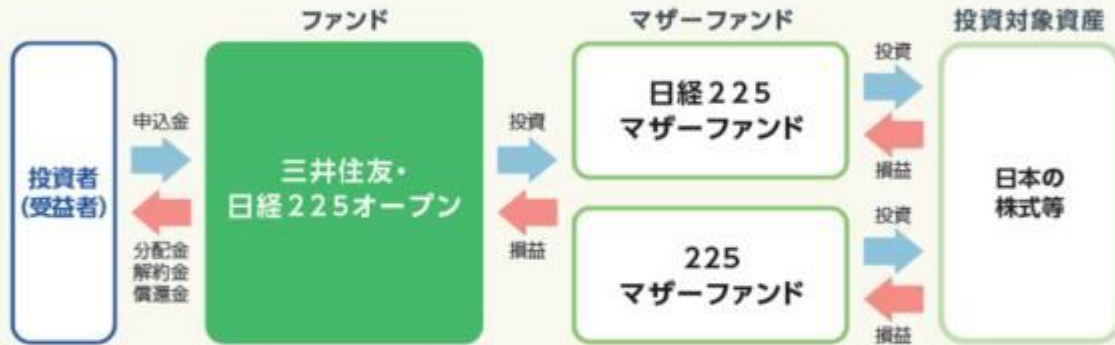 ファンド
マザーファンド
投資対象資産
投資者
(受益者)
申込金
分配金
解約金
償還金
三井住友・
日経225オープン
投資
損益
日経225
マザーファンド
225
マザーファンド
投資
損益
投資
損益
日本の
株式等